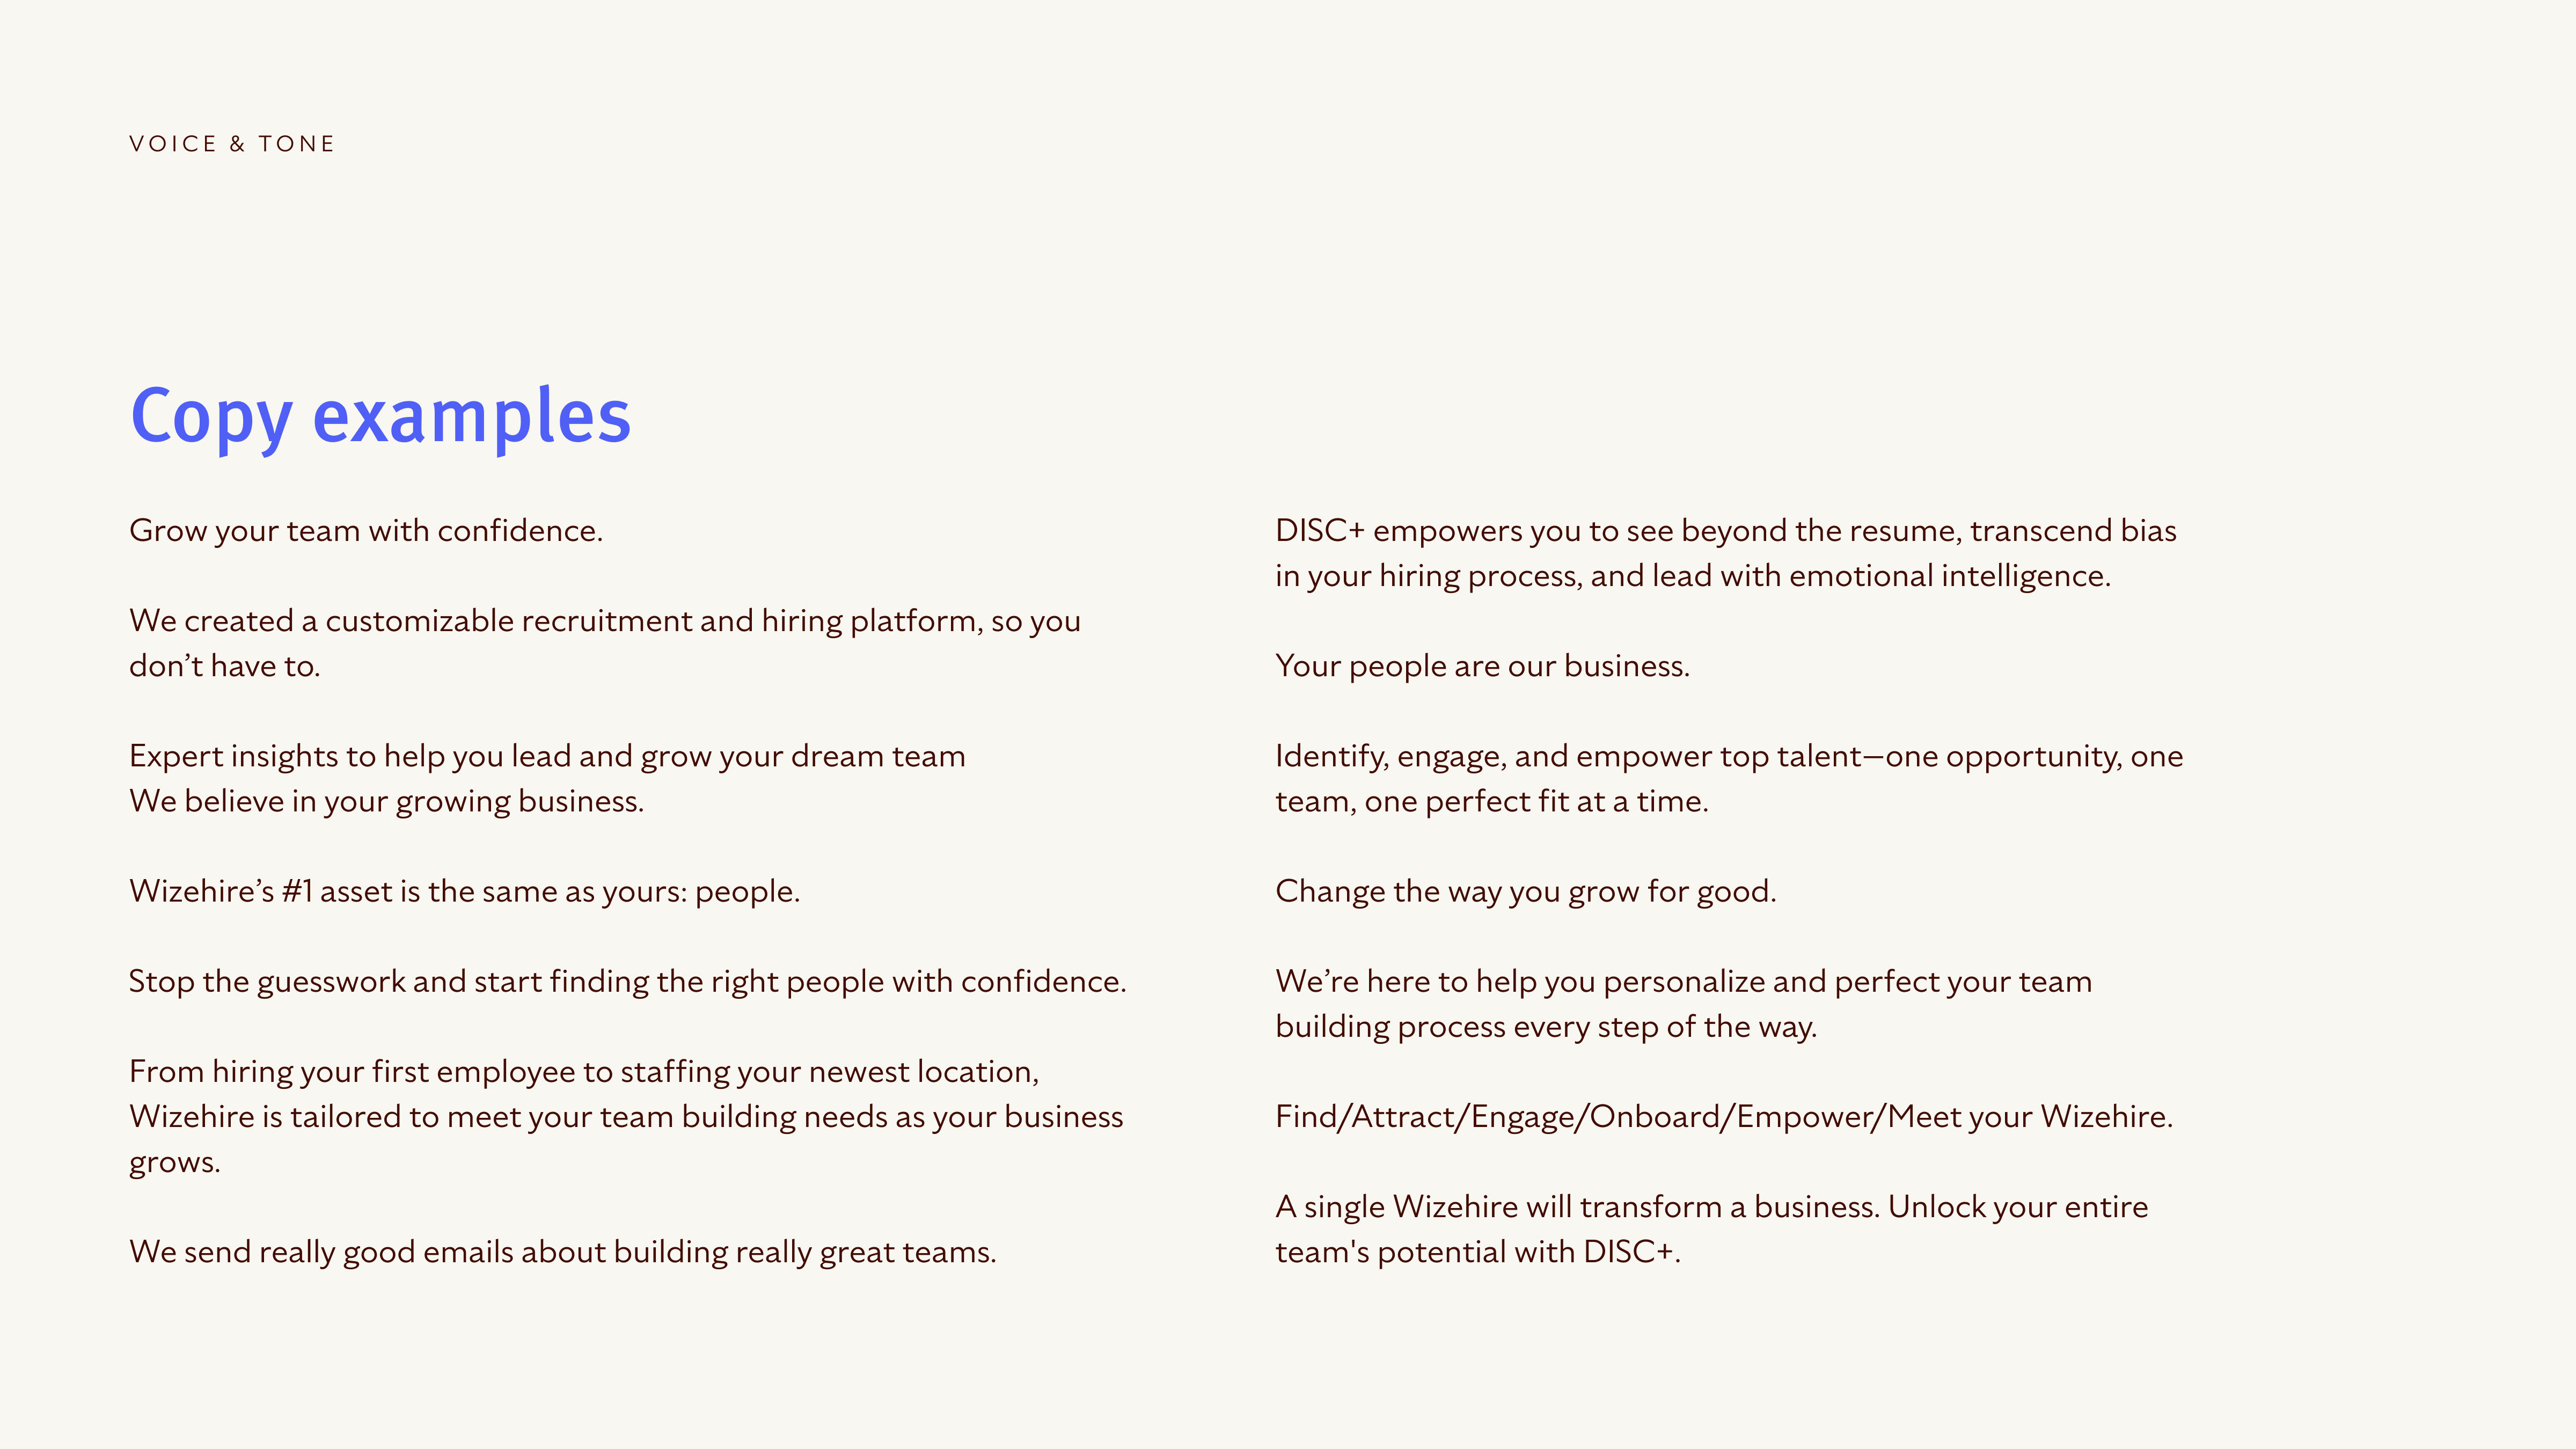 VOICE & TONE
Copy examples
Grow your team with confidence.
We created a customizable recruitment and hiring platform, so you
don’t have to.
Expert insights to help you lead and grow your dream team
We believe in your growing business.
Wizehire’s #1 asset is the same as yours: people.
Stop the guesswork and start finding the right people with confidence.
From hiring your first employee to staffing your newest location,
Wizehire is tailored to meet your team building needs as your business
grows.
We send really good emails about building really great teams.
DISC+ empowers you to see beyond the resume, transcend bias
in your hiring process, and lead with emotional intelligence.
Your people are our business.
Identify, engage, and empower top talent—one opportunity, one
team, one perfect fit at a time.
Change the way you grow for good.
We’re here to help you personalize and perfect your team
building process every step of the way.
Find/Attract/Engage/Onboard/Empower/Meet your Wizehire.
A single Wizehire will transform a business. Unlock your entire
team's potential with DISC+.